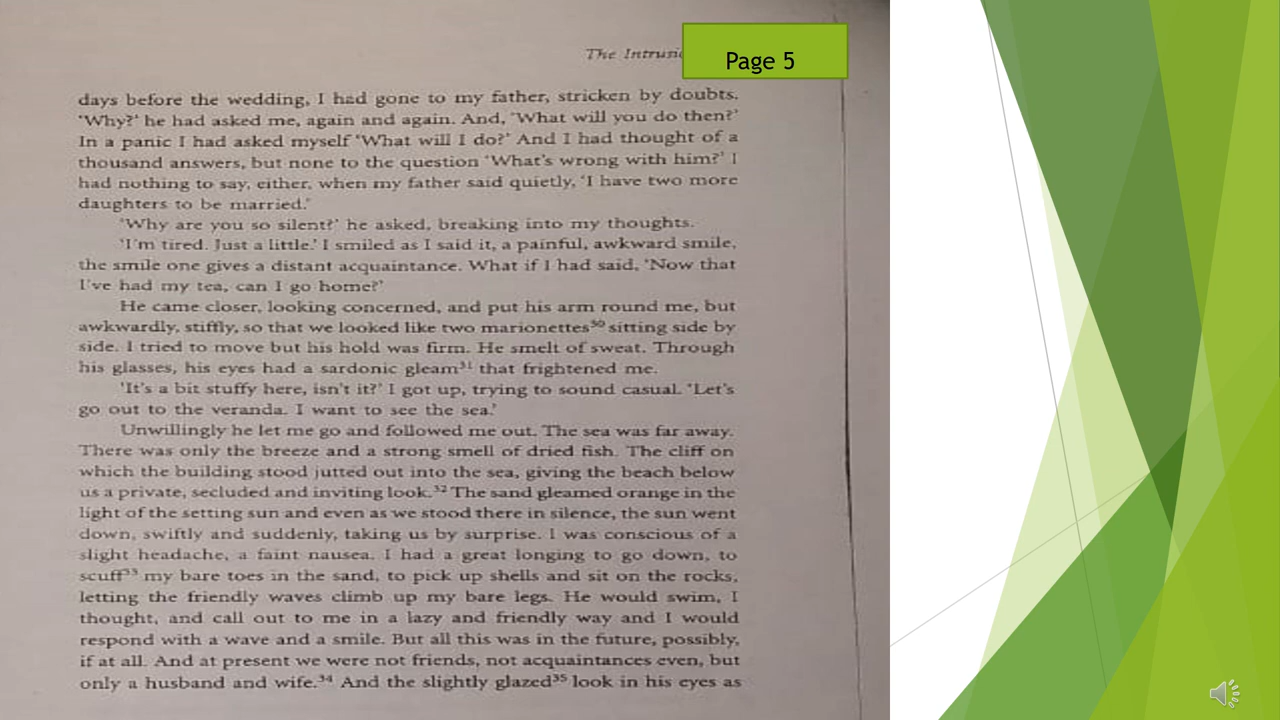 The Intrusi
Page 5
days before the wedding, I had gone to my father, stricken by doubts.
'Why?' he had asked me, again and again. And, 'What will you do then?'
In a panic I had asked myself 'What will I do?' And I had thought of a
thousand answers, but none to the question 'What's wrong with him?' I
had nothing to say, either, when my father said quietly, 'I have two more
daughters to be married.'
'Why are you so silent?' he asked, breaking into my thoughts.
'I'm tired. Just a little.' I smiled as I said it, a painful, awkward smile,
the smile one gives a distant acquaintance. What if I had said, 'Now that
I've had my tea, can I go home?'
He came closer, looking concerned, and put his arm round me, but
awkwardly, stiffly, so that we looked like two marionettes³⁰ sitting side by
side. I tried to move but his hold was firm. He smelt of sweat. Through
his glasses, his eyes had a sardonic gleam³¹ that frightened me.
'It's a bit stuffy here, isn't it?' I got up, trying to sound casual. 'Let's
go out to the veranda. I want to see the sea.'
Unwillingly he let me go and followed me out. The sea was far away.
There was only the breeze and a strong smell of dried fish. The cliff on
which the building stood jutted out into the sea, giving the beach below
us a private, secluded and inviting look.³² The sand gleamed orange in the
light of the setting sun and even as we stood there in silence, the sun went
down, swiftly and suddenly, taking us by surprise. I was conscious of a
slight headache, a faint nausea. I had a great longing to go down, to
scuff³³ my bare toes in the sand, to pick up shells and sit on the rocks,
letting the friendly waves climb up my bare legs. He would swim, I
thought, and call out to me in a lazy and friendly way and I would
respond with a wave and a smile. But all this was in the future, possibly,
if at all. And at present we were not friends, not acquaintances even, but
only a husband and wife.³⁴ And the slightly glazed³⁵ look in his eyes as